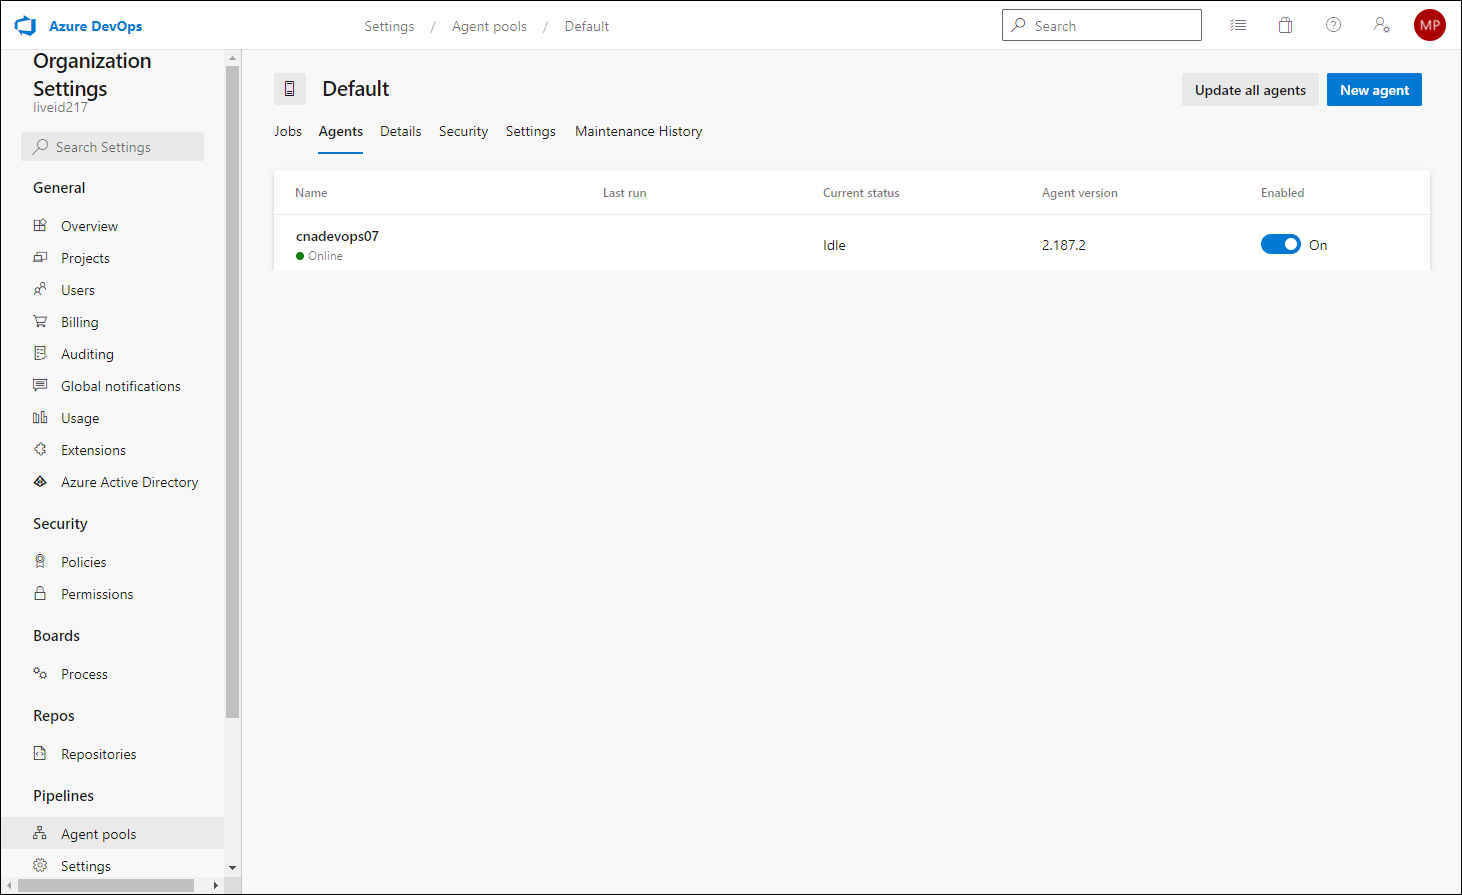 Azure DevOps
Settings / Agent pools / Default
Search
MP
Organization
Settings
liveid217
Search Settings
General
Overview
Projects
Users
Billing
Auditing
Global notifications
Usage
Extensions
Azure Active Directory
Security
Policies
Permissions
Boards
Process
Repos
Repositories
Pipelines
Agent pools
Settings
Default
Update all agents
New agent
Jobs Agents Details Security Settings Maintenance History
Name Last run Current status Agent version Enabled
cnadevops07
Online
Idle 2.187.2 On